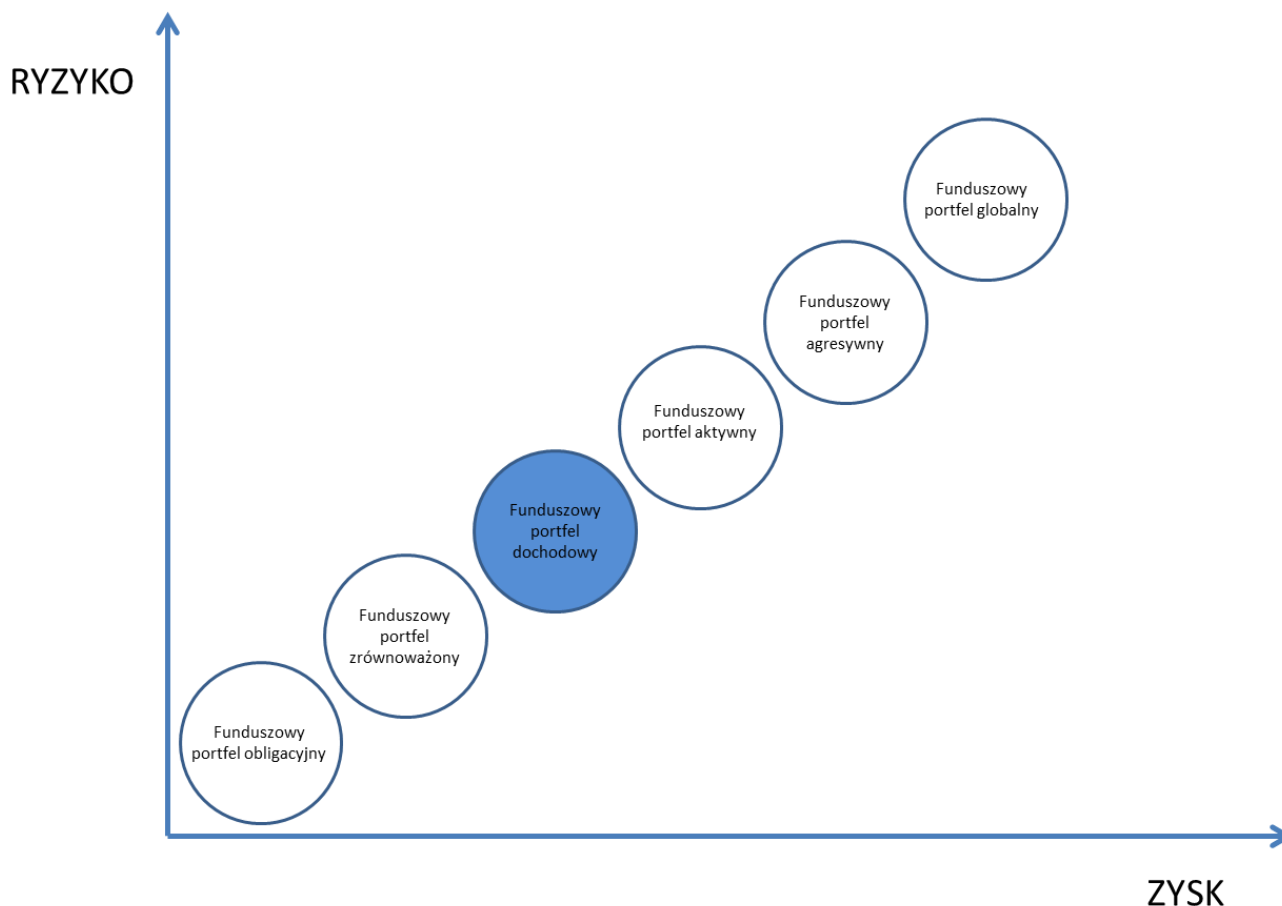 RYZYKO
Funduszowy
portfel globalny
Funduszowy
portfel
agresywny
Funduszowy
portfel aktywny
Funduszowy
portfel
dochodowy
Funduszowy
portfel
zrównoważony
Funduszowy
portfel obligacyjny
ZYSK